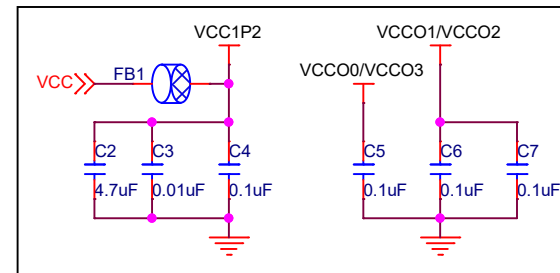 VCC1P2
VCCO1/VCCO2
VCC
FB1
VCCO0/VCCO3
C2
C3
C4
C5
C6
C7
4.7uF
0.01uF
0.1uF
0.1uF
0.1uF
0.1uF